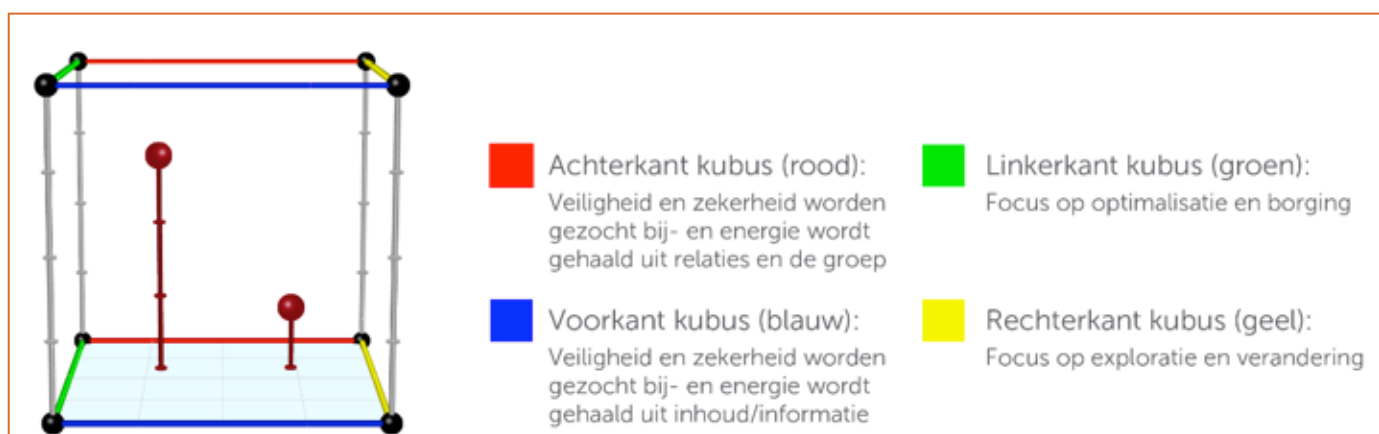 Achterkant kubus (rood):
Veiligheid en zekerheid worden
gezocht bij- en energie wordt
gehaald uit relaties en de groep
Voorkant kubus (blauw):
Veiligheid en zekerheid worden
gezocht bij- en energie wordt
gehaald uit inhoud/informatie
Linkerkant kubus (groen):
Focus op optimalisatie en borging
Rechterkant kubus (geel):
Focus op exploratie en verandering